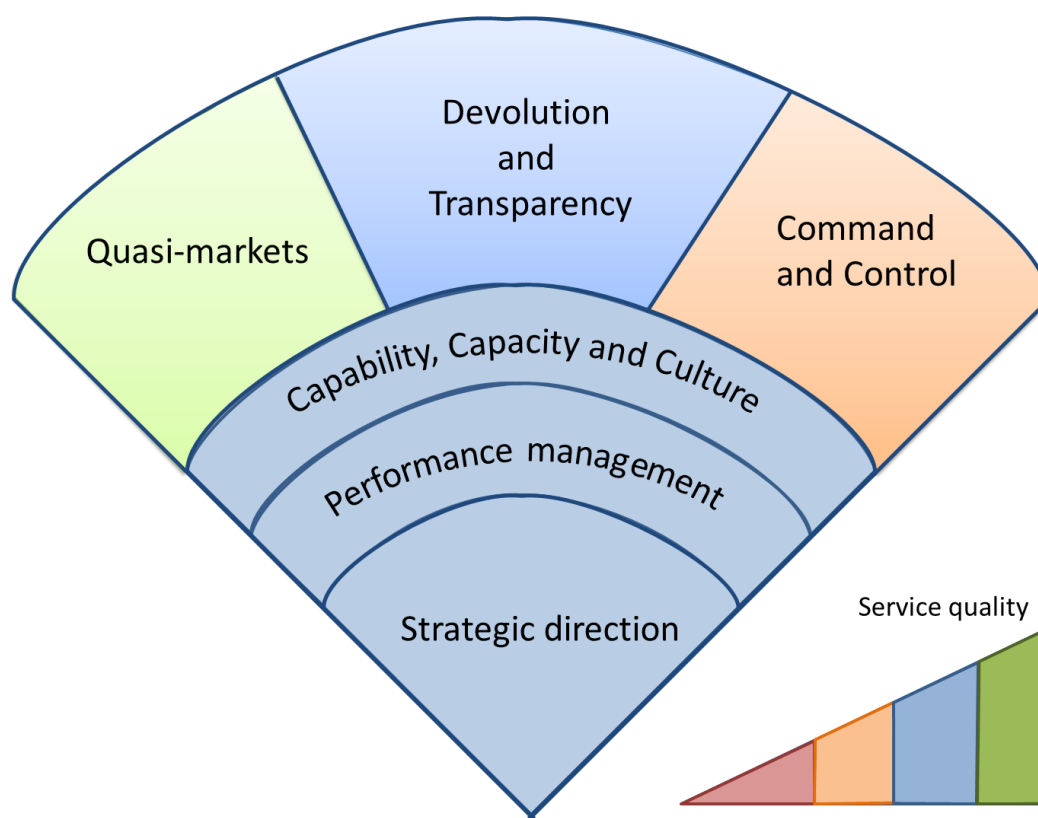 Devolution
and
Transparency
Quasi-markets
Command
and Control
Capability, Capacity and Culture
Performance management
Strategic direction
Service quality